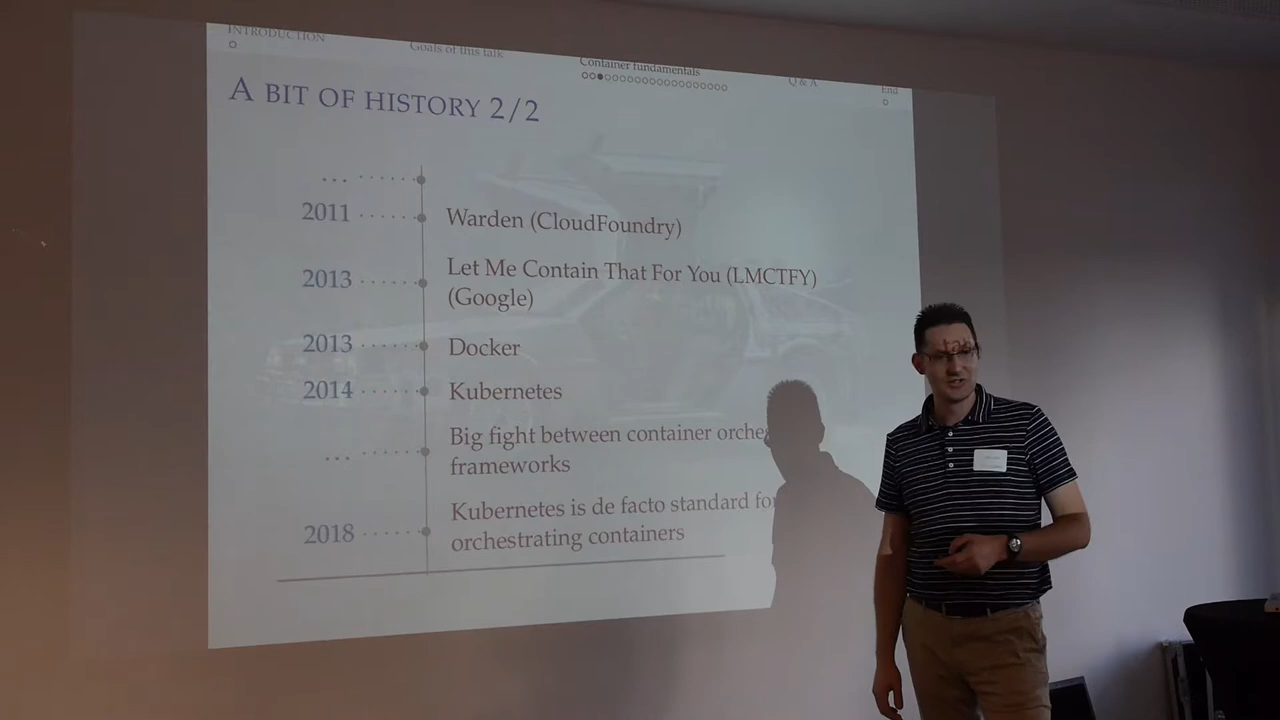 INTRODUCTION
Goals of this talk
Container fundamentals
Q & A
End
A BIT OF HISTORY 2/2
...
2011 Warden (CloudFoundry)
2013 Let Me Contain That For You (LMCTFY)
(Google)
2013 Docker
2014 Kubernetes
... Big fight between container orches
frameworks
2018 Kubernetes is de facto standard for
orchestrating containers